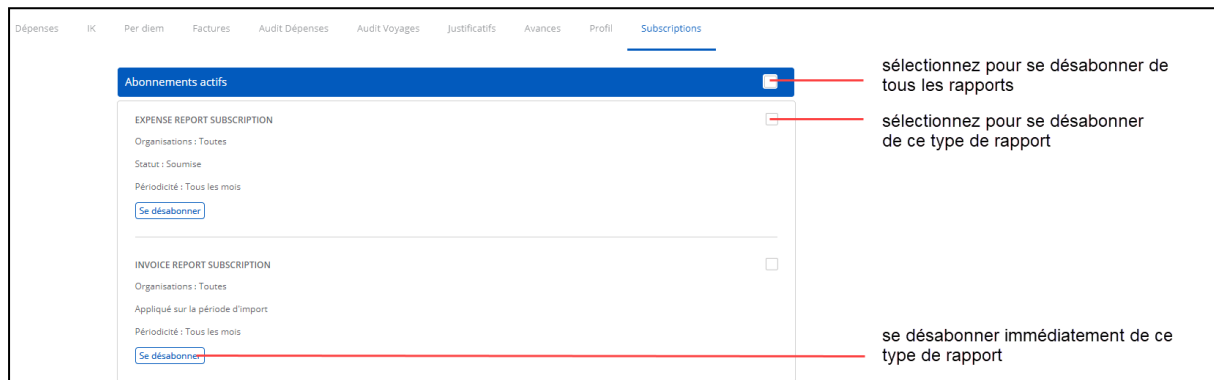 Dépenses IK Per diem Factures Audit Dépenses Audit Voyages Justificatifs Avances Profil Subscriptions
Abonnements actifs
sélectionnez pour se désabonner de
tous les rapports
EXPENSE REPORT SUBSCRIPTION
sélectionnez pour se désabonner
de ce type de rapport
Organisations : Toutes
Statut : Soumise
Périodicité : Tous les mois
Se désabonner
INVOICE REPORT SUBSCRIPTION
Organisations : Toutes
Appliqué sur la période d'import
Périodicité : Tous les mois
Se désabonner
se désabonner immédiatement de ce
type de rapport